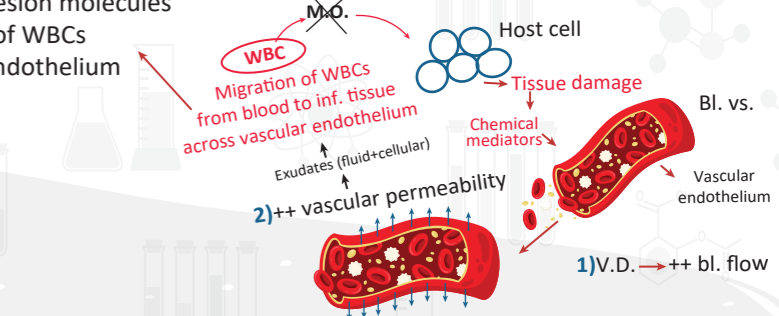 esion molecules
of WBCs
ndothelium
M.O.
WBC
Migration of WBCs
from blood to inf. tissue
across vascular endothelium
Exudates (fluid+cellular)
2)++ vascular permeability
Host cell
Tissue damage
Chemical
mediators
Bl. vs.
Vascular
endothelium
1)V.D. → ++ bl. flow